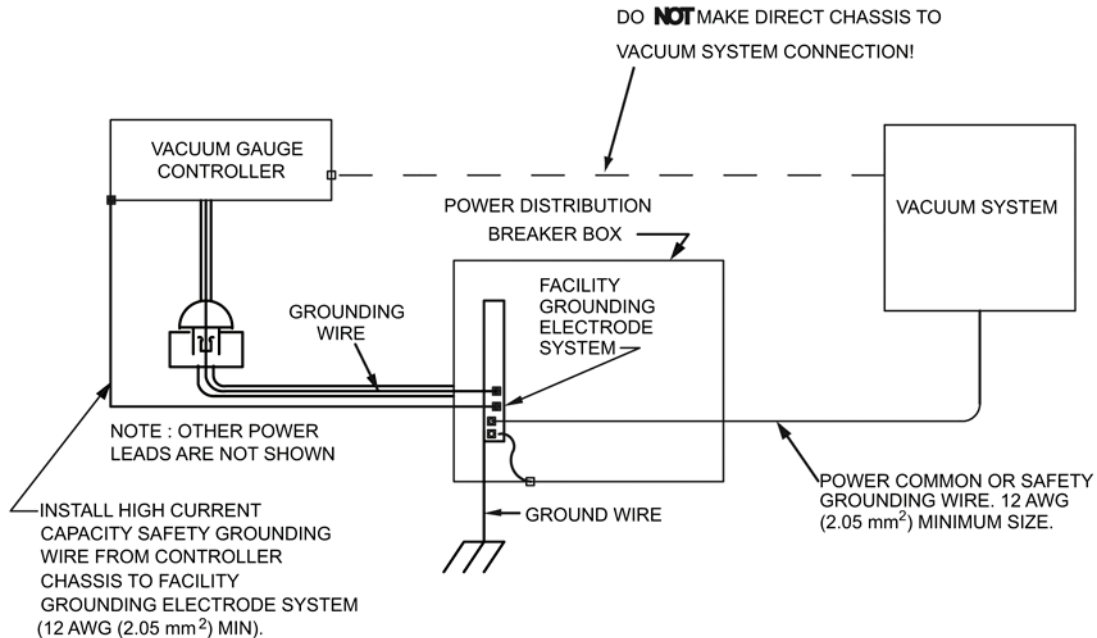 DO NOT MAKE DIRECT CHASSIS TO
VACUUM SYSTEM CONNECTION!
VACUUM GAUGE
CONTROLLER
POWER DISTRIBUTION
BREAKER BOX
VACUUM SYSTEM
FACILITY
GROUNDING
ELECTRODE
SYSTEM
GROUNDING
WIRE
NOTE : OTHER POWER
LEADS ARE NOT SHOWN
INSTALL HIGH CURRENT
CAPACITY SAFETY GROUNDING
WIRE FROM CONTROLLER
CHASSIS TO FACILITY
GROUNDING ELECTRODE SYSTEM
(12 AWG (2.05 mm²) MIN).
GROUND WIRE
POWER COMMON OR SAFETY
GROUNDING WIRE. 12 AWG
(2.05 mm²) MINIMUM SIZE.